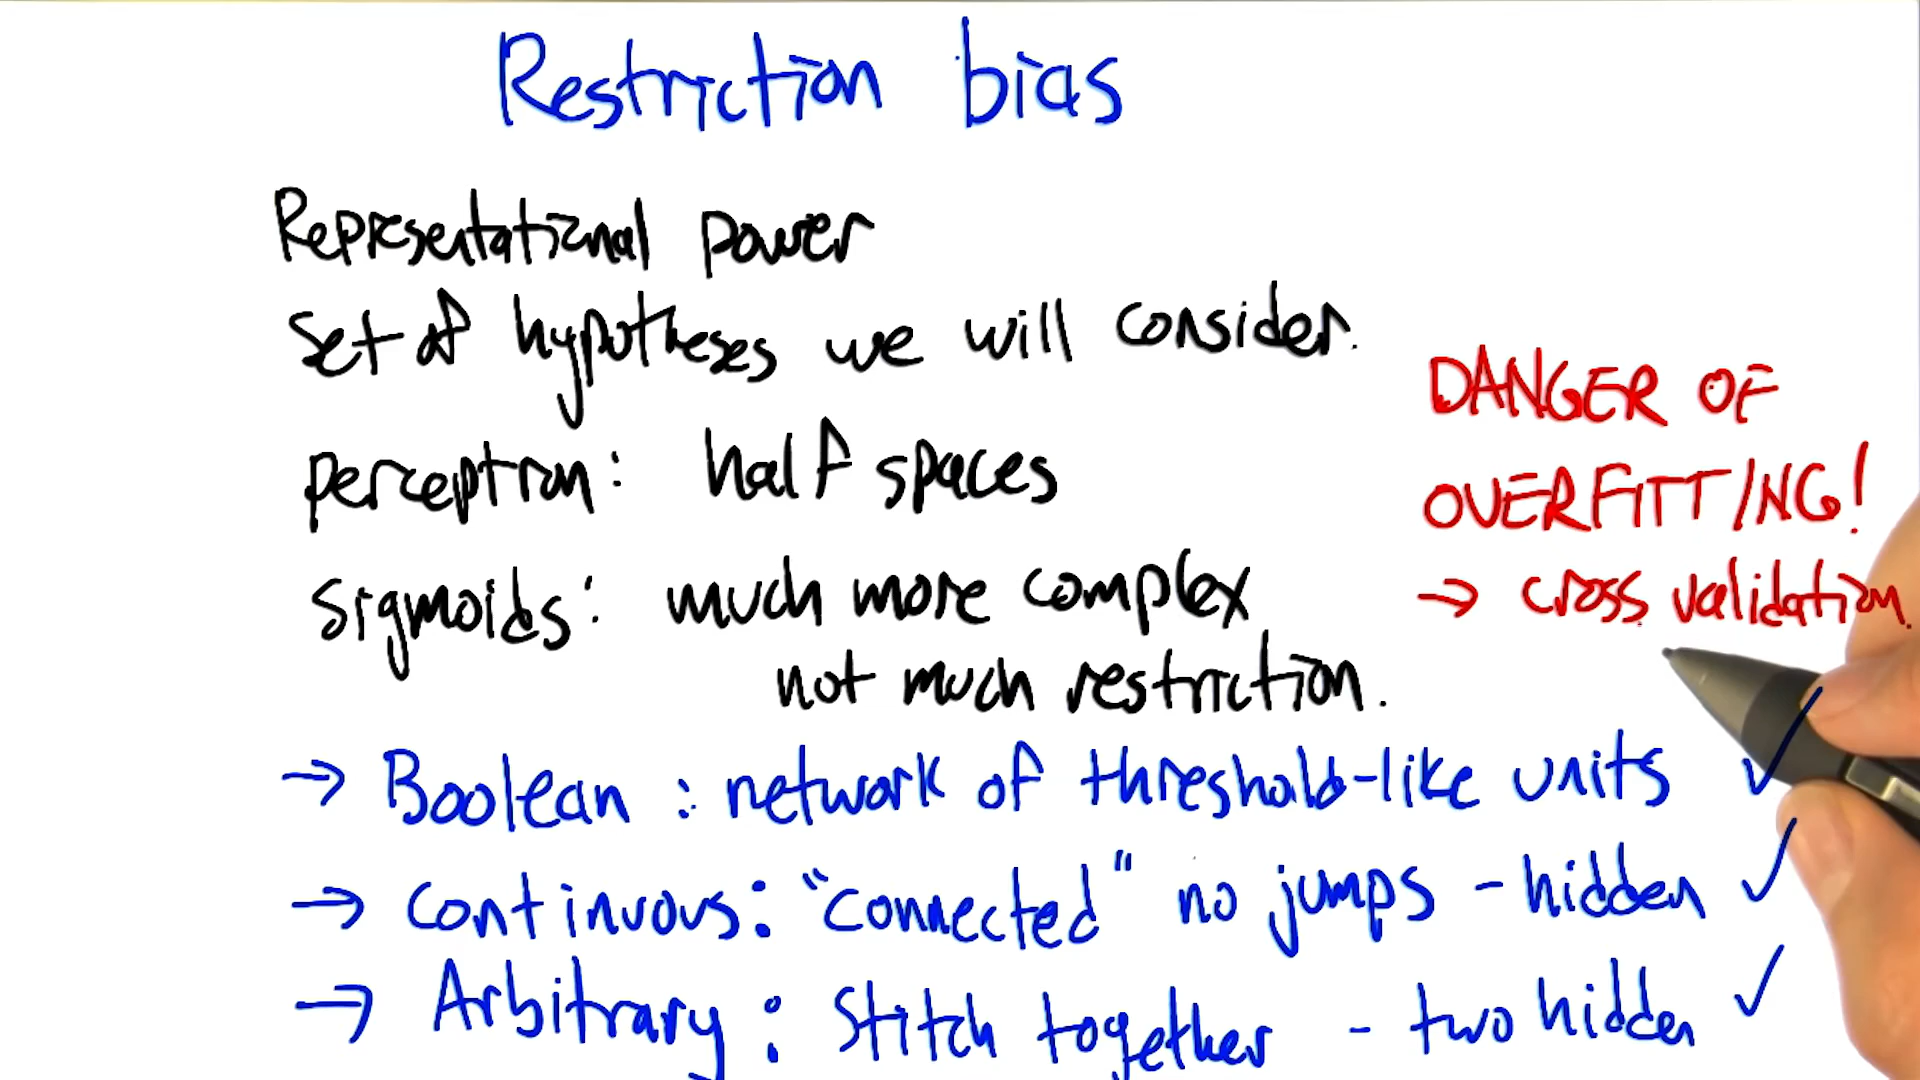 Restriction bias
Representational power
set of hypotheses we will consider.
perceptron: half spaces
sigmoids: much more complex
not much restriction.
DANGER OF
OVERFITTING!
→ cross validation
→ Boolean: network of threshold-like units ✓
→ continuous: "connected" no jumps - hidden ✓
→ Arbitrary: stitch together - two hidden ✓